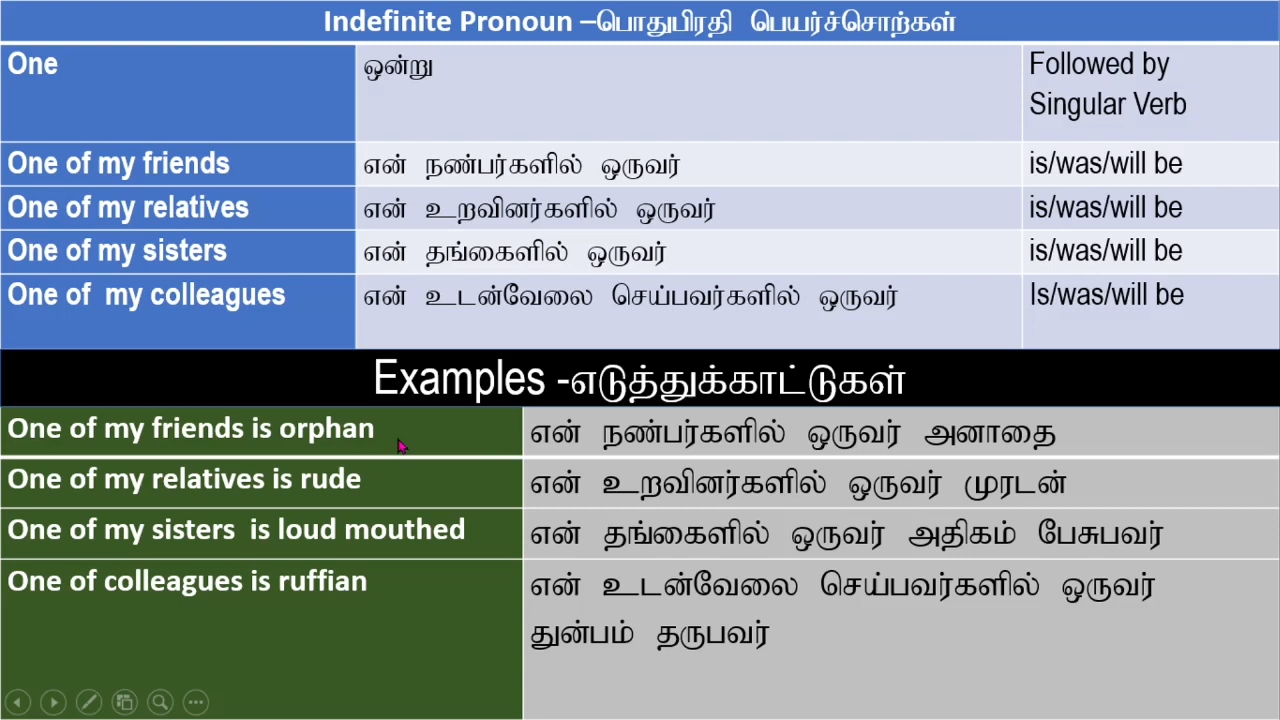 Indefinite Pronoun –பொதுபிரதி பெயர்ச்சொற்கள்
One ஒன்று Followed by
Singular Verb
One of my friends என் நண்பர்களில் ஒருவர் is/was/will be
One of my relatives என் உறவினர்களில் ஒருவர் is/was/will be
One of my sisters என் தங்கைகளில் ஒருவர் is/was/will be
One of my colleagues என் உடன்வேலை செய்பவர்களில் ஒருவர் Is/was/will be
Examples -எடுத்துக்காட்டுகள்
One of my friends is orphan என் நண்பர்களில் ஒருவர் அனாதை
One of my relatives is rude என் உறவினர்களில் ஒருவர் முரடன்
One of my sisters is loud mouthed என் தங்கைகளில் ஒருவர் அதிகம் பேசுபவர்
One of colleagues is ruffian என் உடன்வேலை செய்பவர்களில் ஒருவர்
துன்பம் தருபவர்